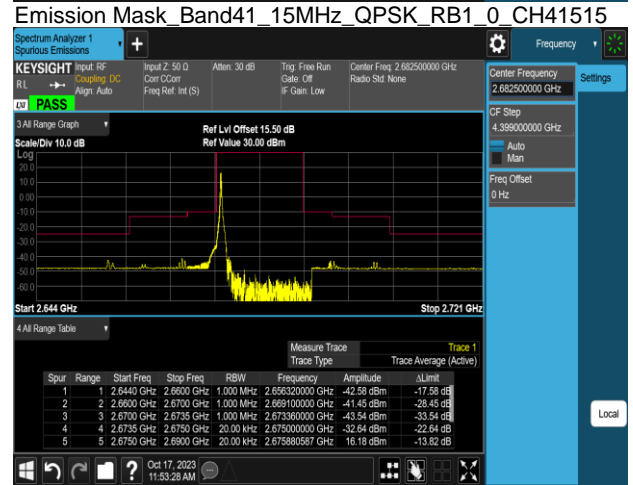 Emission Mask_Band41_15MHz_QPSK_RB1_0_CH41515
Spectrum Analyzer 1
Spurious Emissions
Frequency
KEYSIGHT Input: RF Input Z: 50 Ω Atten: 30 dB Trig: Free Run Center Freq: 2.682500000 GHz
RL Coupling: DC Corr CCorr Gate: Off Radio Std: None
Align: Auto Freq Ref: Int (S) IF Gain: Low
PASS
Center Frequency
2.682500000 GHz
Settings
CF Step
4.399000000 GHz
Auto
Man
Freq Offset
0 Hz
3 All Range Graph
Ref Lvl Offset 15.50 dB
Scale/Div 10.0 dB Ref Value 30.00 dBm
Log
20.0
10.0
0.00
-10.0
-20.0
-30.0
-40.0
-50.0
-60.0
Start 2.644 GHz Stop 2.721 GHz
4 All Range Table
Measure Trace Trace 1
Trace Type Trace Average (Active)
Spur Range Start Freq Stop Freq RBW Frequency Amplitude ΔLimit
1 1 2.6440 GHz 2.6600 GHz 1.000 MHz 2.656320000 GHz -42.58 dBm -17.58 dB
2 2 2.6600 GHz 2.6700 GHz 1.000 MHz 2.669100000 GHz -41.45 dBm -28.45 dB
3 3 2.6700 GHz 2.6735 GHz 1.000 MHz 2.673360000 GHz -43.54 dBm -33.54 dB
4 4 2.6735 GHz 2.6750 GHz 20.00 kHz 2.675000000 GHz -32.64 dBm -22.64 dB
5 5 2.6750 GHz 2.6900 GHz 20.00 kHz 2.675880587 GHz 16.18 dBm -13.82 dB
Local
Oct 17, 2023
11:53:28 AM